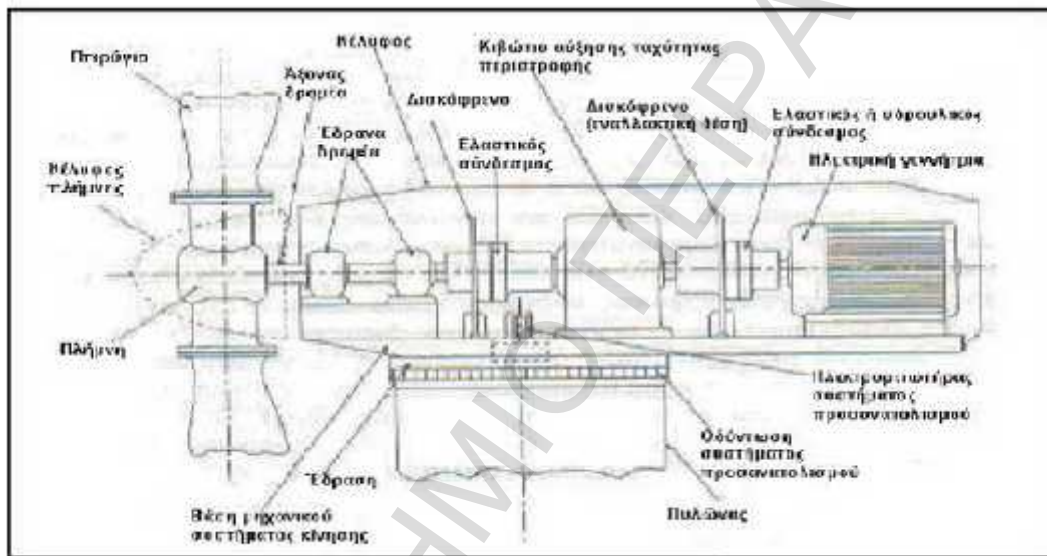 Πτερύγιο
Κέλυφος
Κιβώτιο αύξησης ταχύτητας
περιστροφής
Άξονας
δρομέα
Δισκόφρενο
Δισκόφρενο
(εναλλακτική θέση)
Ελαστικός ή υδραυλικός
σύνδεσμος
Έδρανα
δρομέα
Ελαστικός
σύνδεσμος
Ηλεκτρική γεννήτρια
Κέλυφος
πλήμνης
Πλήμνη
Ηλεκτροκινητήρας
συστήματος
προσανατολισμού
Οδόντωση
συστήματος
προσανατολισμού
Έδραση
Βάση μηχανικού
συστήματος κίνησης
Πυλώνας